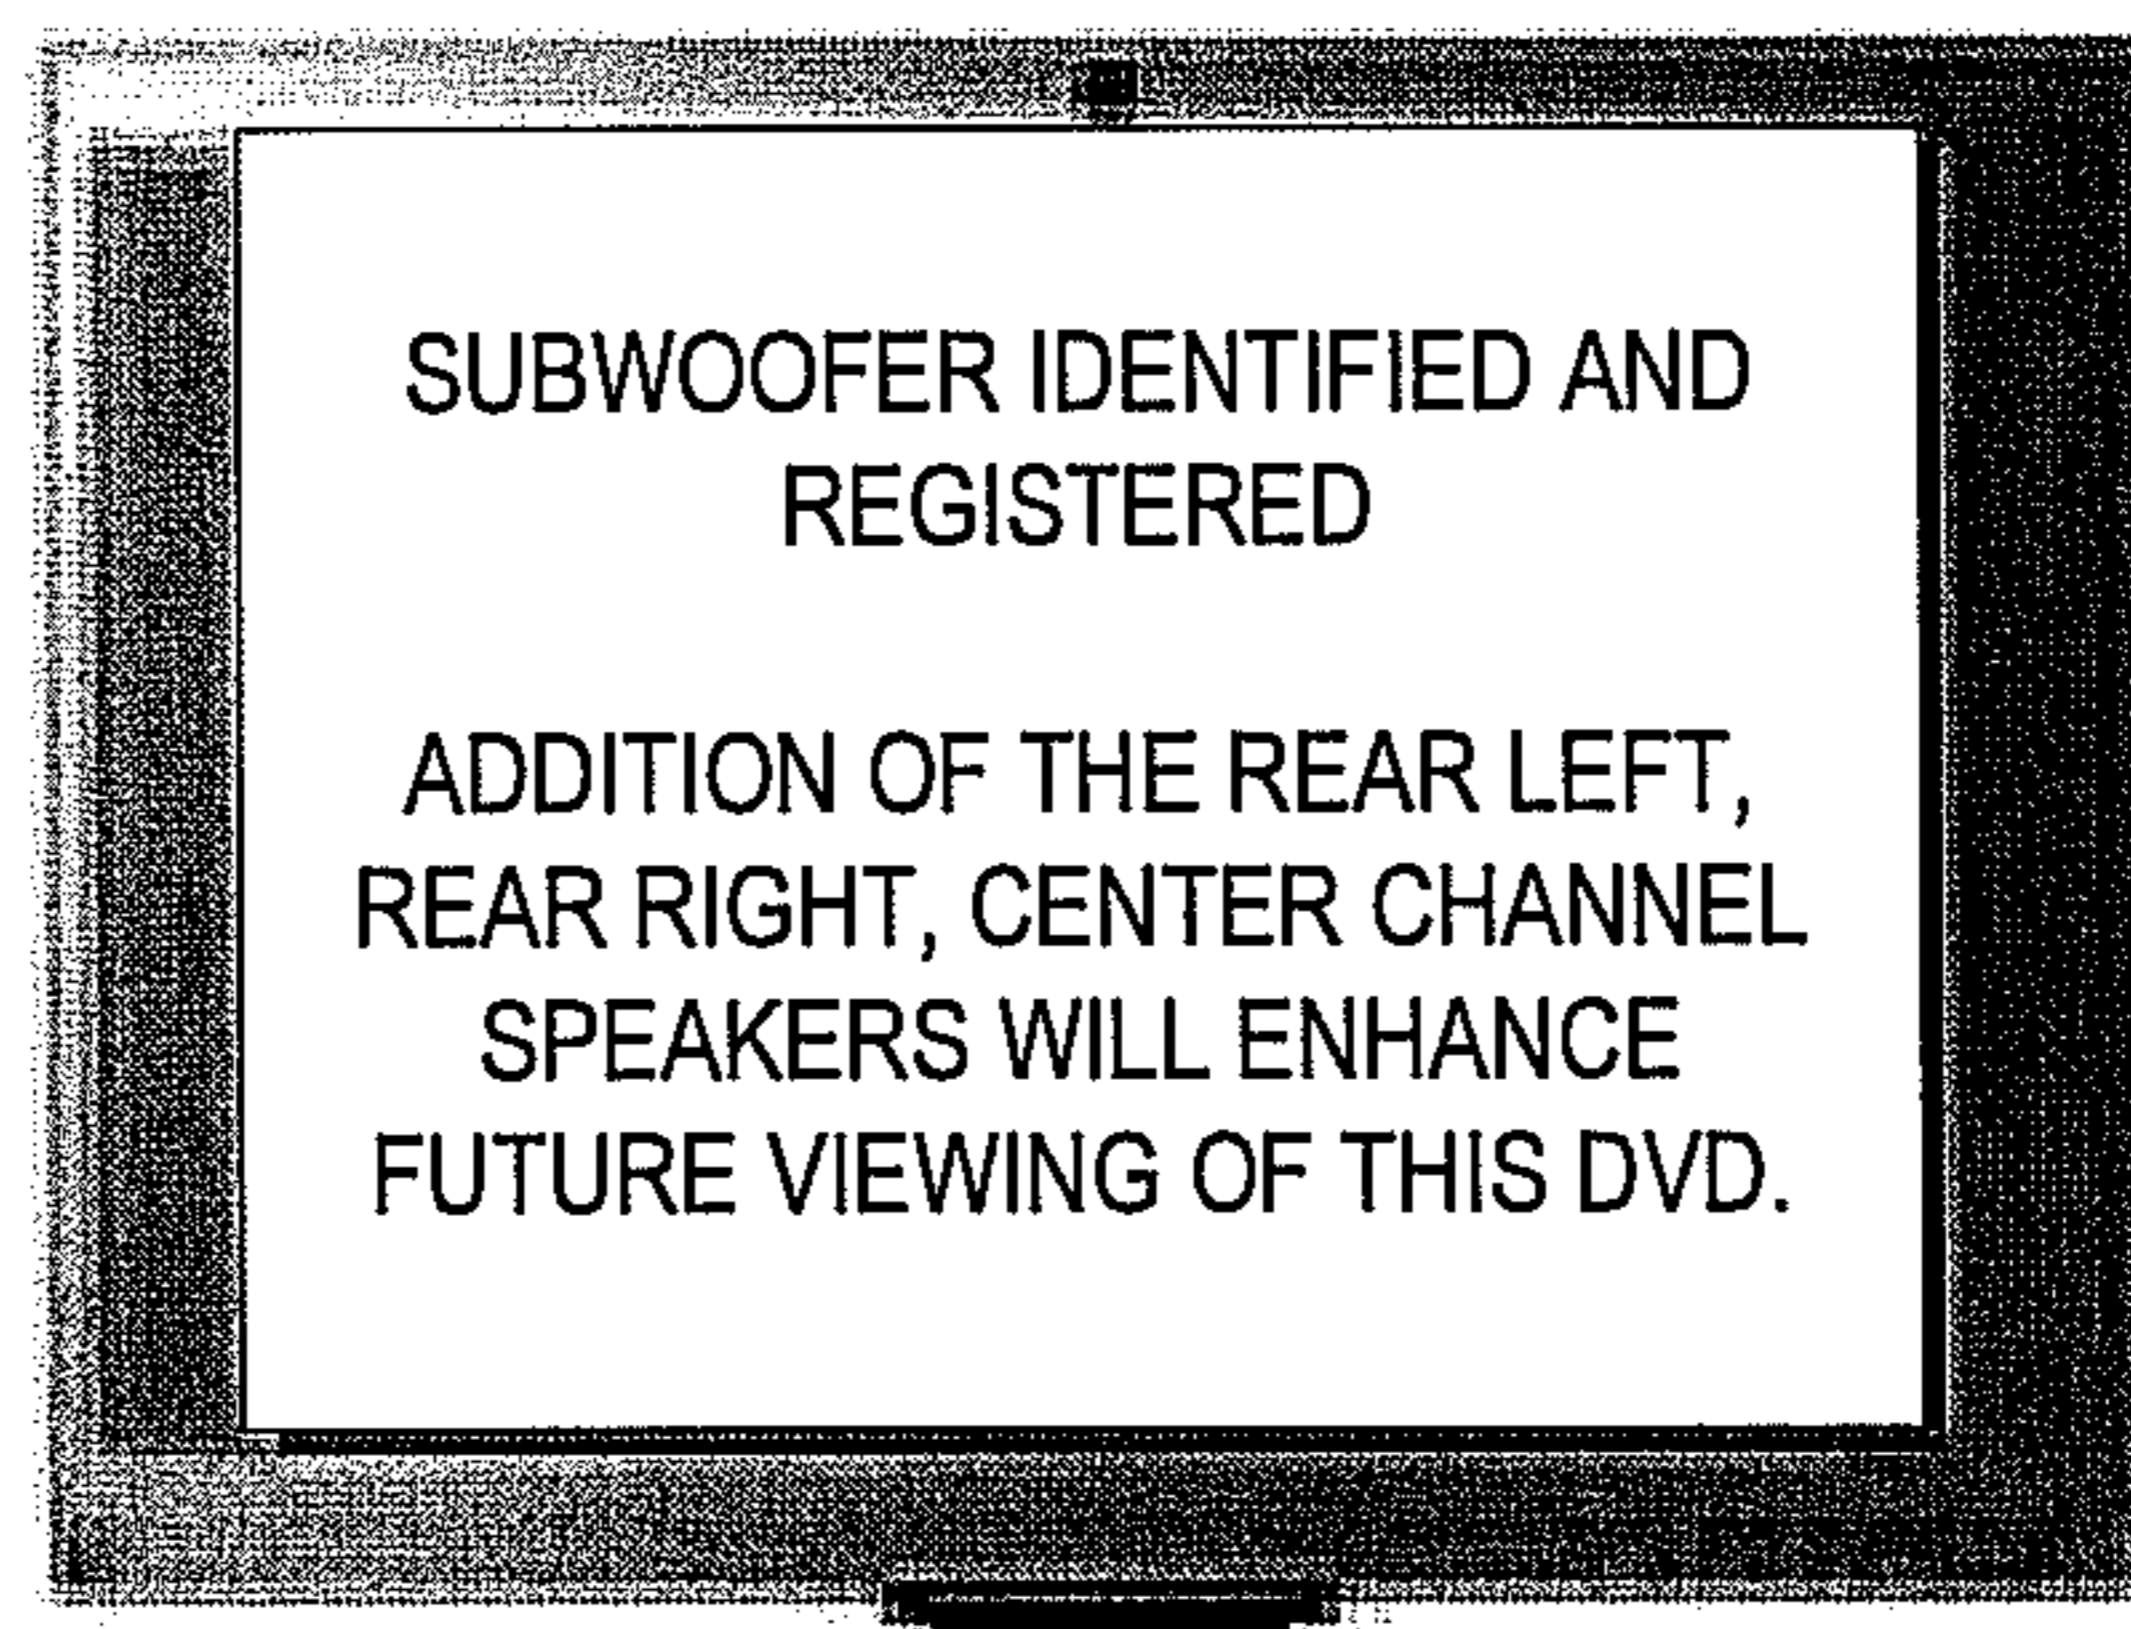 SUBWOOFER IDENTIFIED AND
REGISTERED
ADDITION OF THE REAR LEFT,
REAR RIGHT, CENTER CHANNEL
SPEAKERS WILL ENHANCE
FUTURE VIEWING OF THIS DVD.